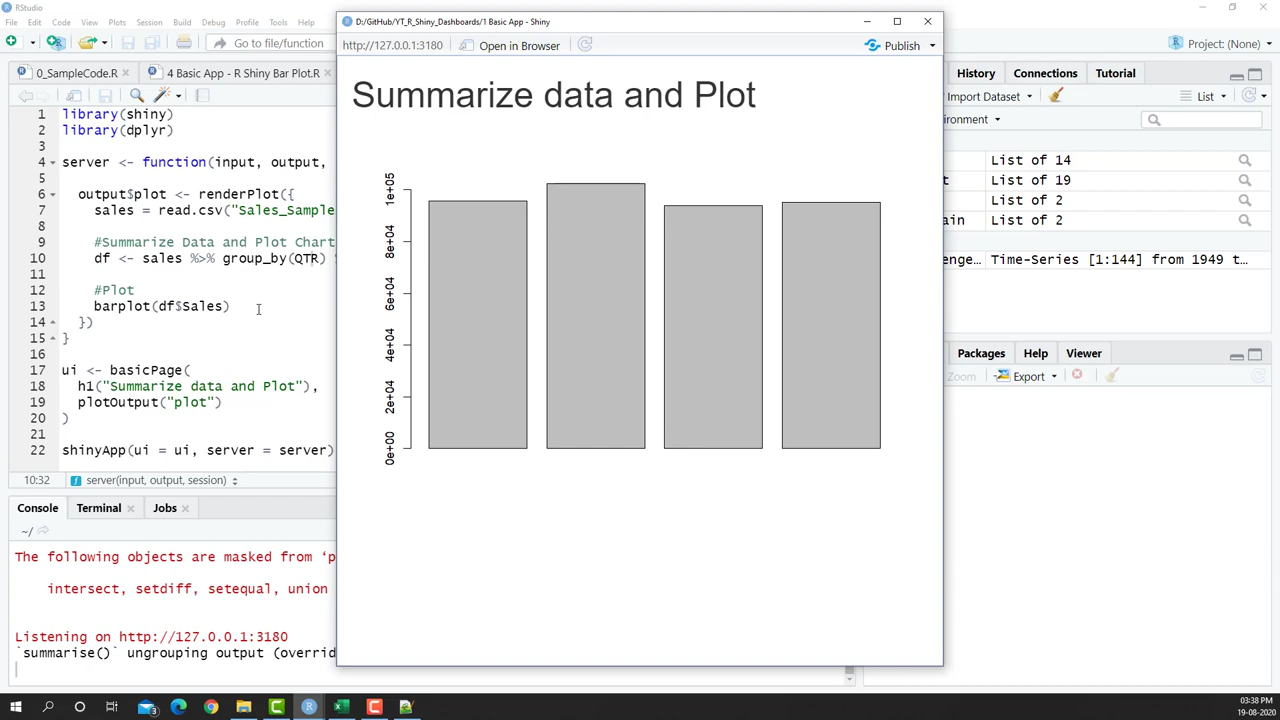 RStudio
File Edit Code View Plots Session Build Debug Profile Tools Help
Go to file/function
Project: (None)
0_SampleCode.R
4 Basic App - R Shiny Bar Plot.R
1 library(shiny)
2 library(dplyr)
3
4 server <- function(input, output,
5
6 output$plot <- renderPlot({
7 sales = read.csv("Sales_Sample
8
9 #Summarize Data and Plot Chart
10 df <- sales %>% group_by(QTR)
11
12 #Plot
13 barplot(df$Sales)
14 })
15 }
16
17 ui <- basicPage(
18 h1("Summarize data and Plot"),
19 plotOutput("plot")
20 )
21
22 shinyApp(ui = ui, server = server)
10:32 server(input, output, session)
Console Terminal Jobs
~/
The following objects are masked from ‘p
intersect, setdiff, setequal, union
Listening on http://127.0.0.1:3180
`summarise()` ungrouping output (overrid
D:/GitHub/YT_R_Shiny_Dashboards/1 Basic App - Shiny
http://127.0.0.1:3180 Open in Browser Publish
Summarize data and Plot
1e+05
8e+04
6e+04
4e+04
2e+04
0e+00
History Connections Tutorial
Import Dataset List
ironment
List of 14
t List of 19
List of 2
ain List of 2
enge… Time-Series [1:144] from 1949 t…
Packages Help Viewer
Zoom Export
03:38 PM
19-08-2020